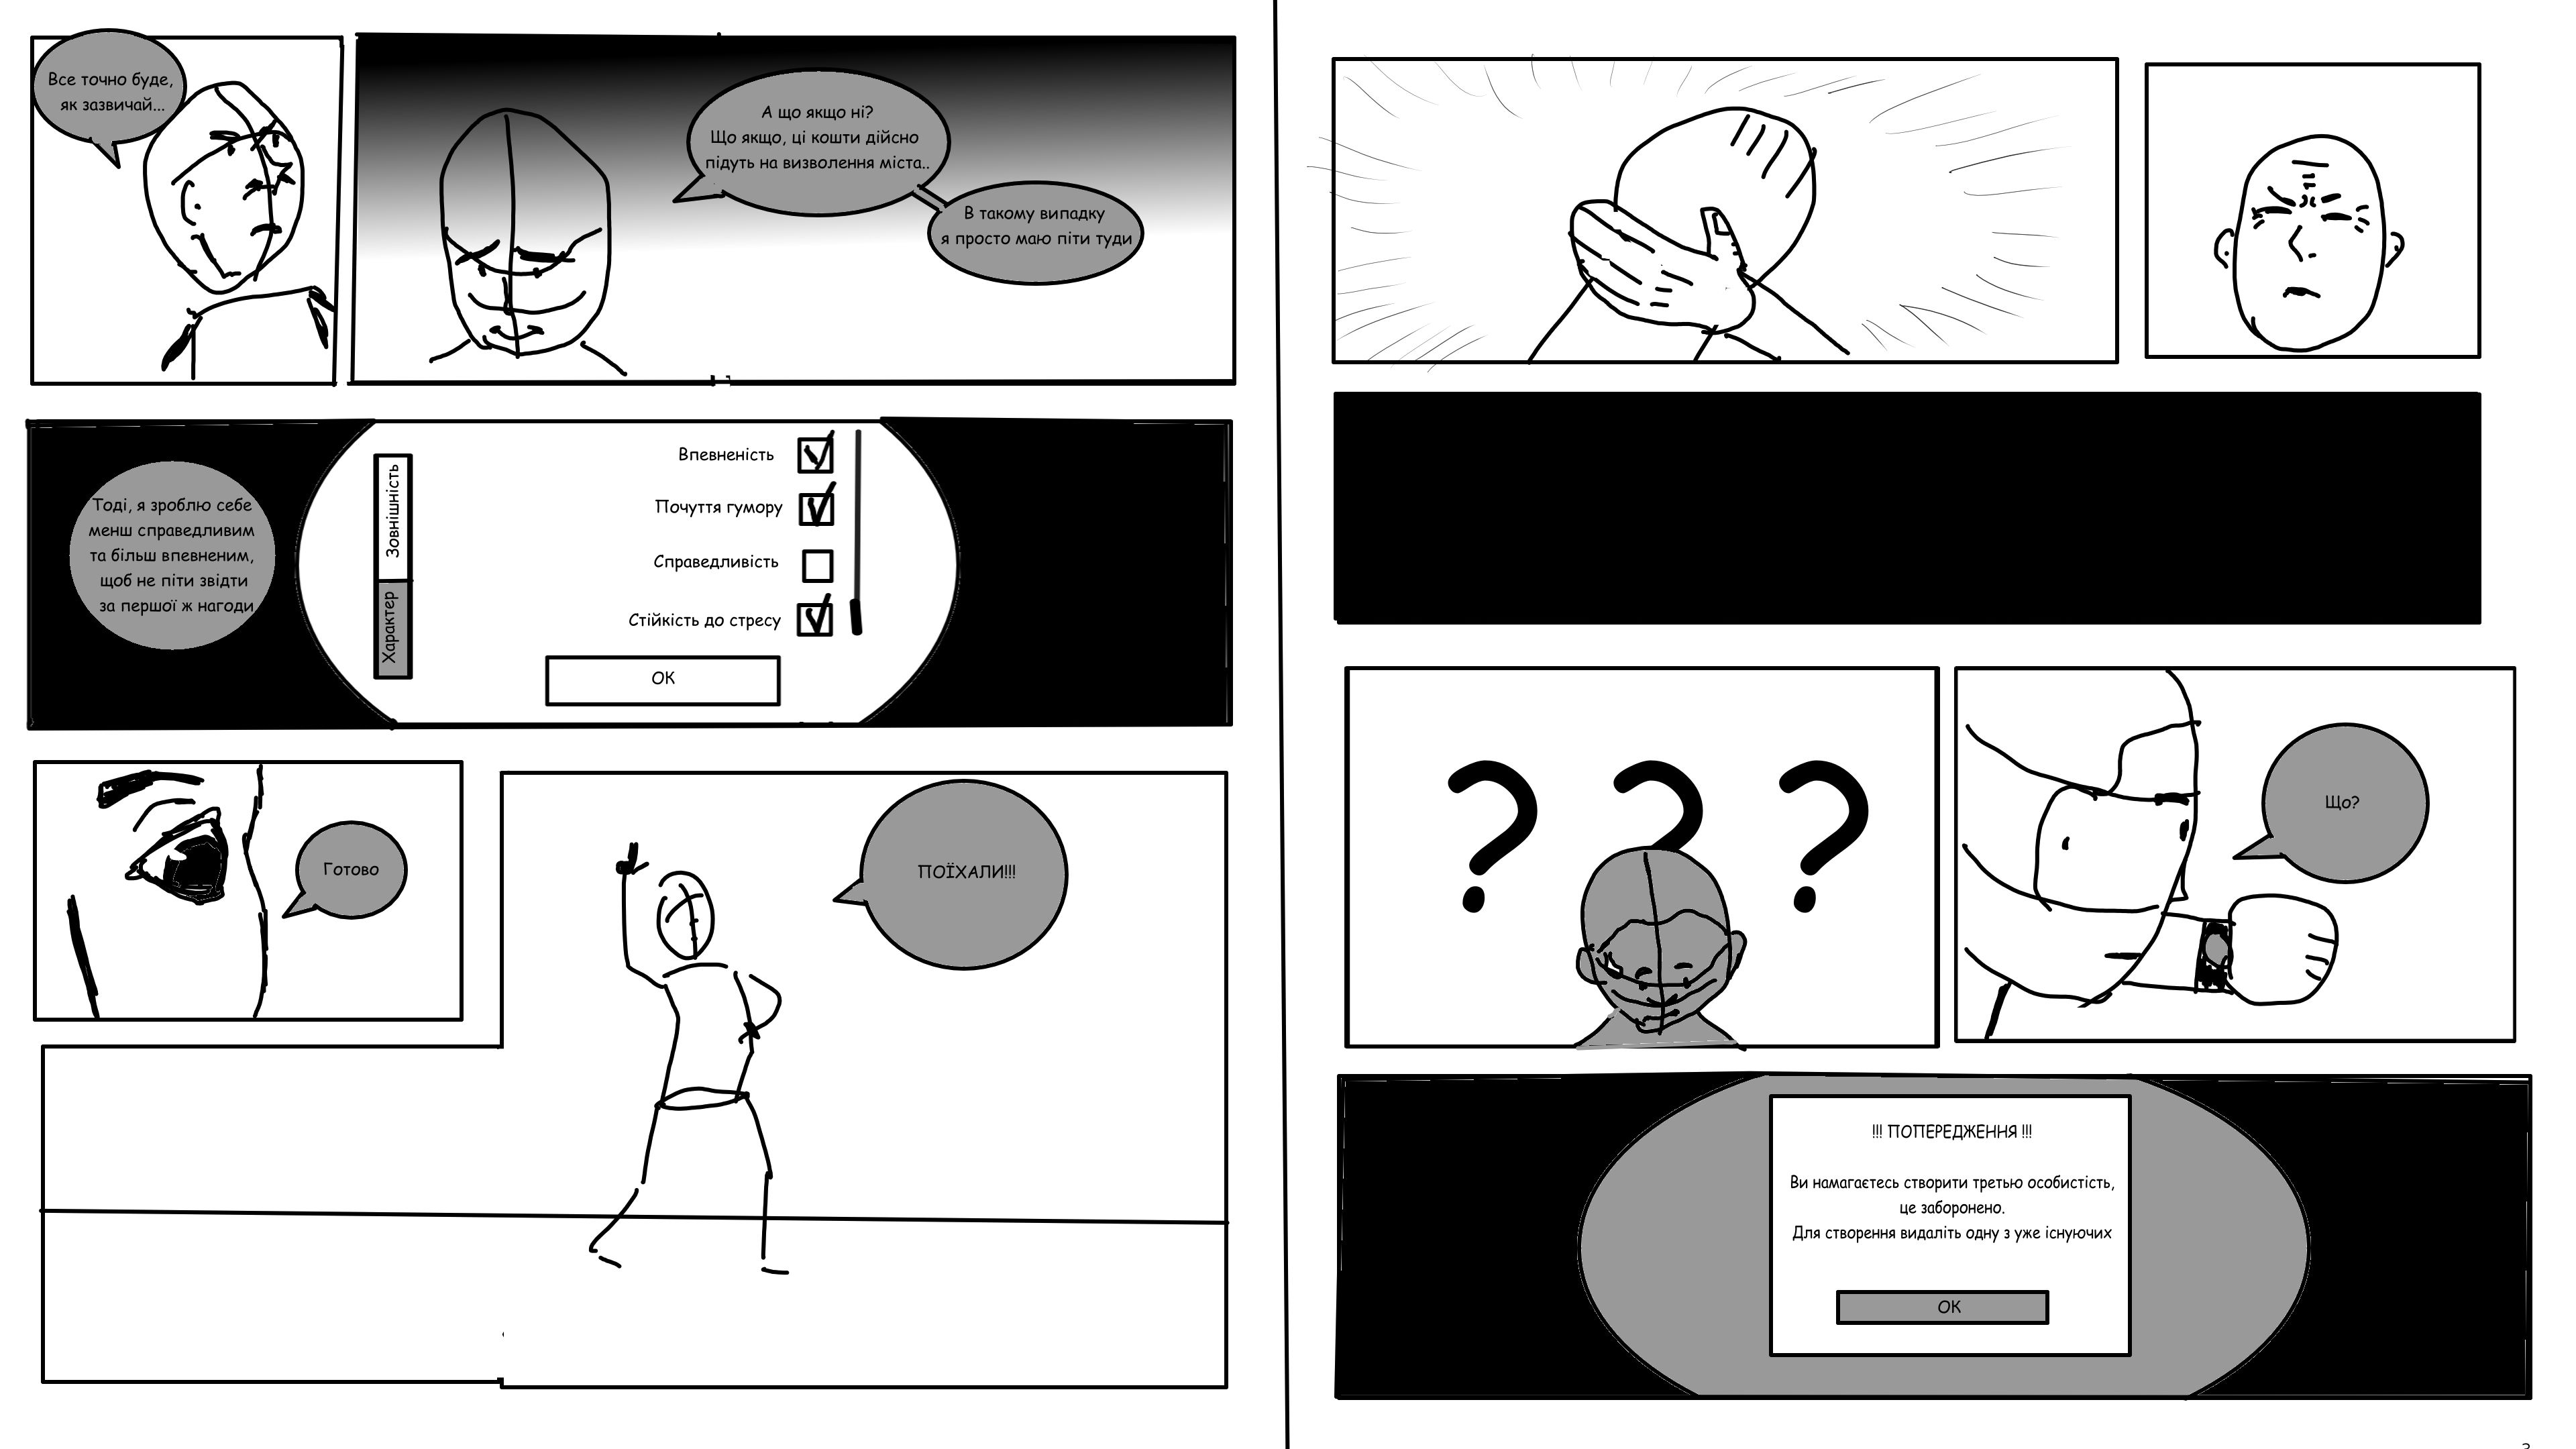 Все точно буде,
як зазвичай...
А що якщо ні?
Що якщо, ці кошти дійсно
підуть на визволення міста..
В такому випадку
я просто маю піти туди
Тоді, я зроблю себе
менш справедливим
та більш впевненим,
щоб не піти звідти
за першої ж нагоди
Зовнішність
Характер
Впевненість
Почуття гумору
Справедливість
Стійкість до стресу
ОК
Готово
ПОЇХАЛИ!!!
? ? ?
Що?
!!! ПОПЕРЕДЖЕННЯ !!!
Ви намагаєтесь створити третью особистість,
це заборонено.
Для створення видаліть одну з уже існуючих
ОК